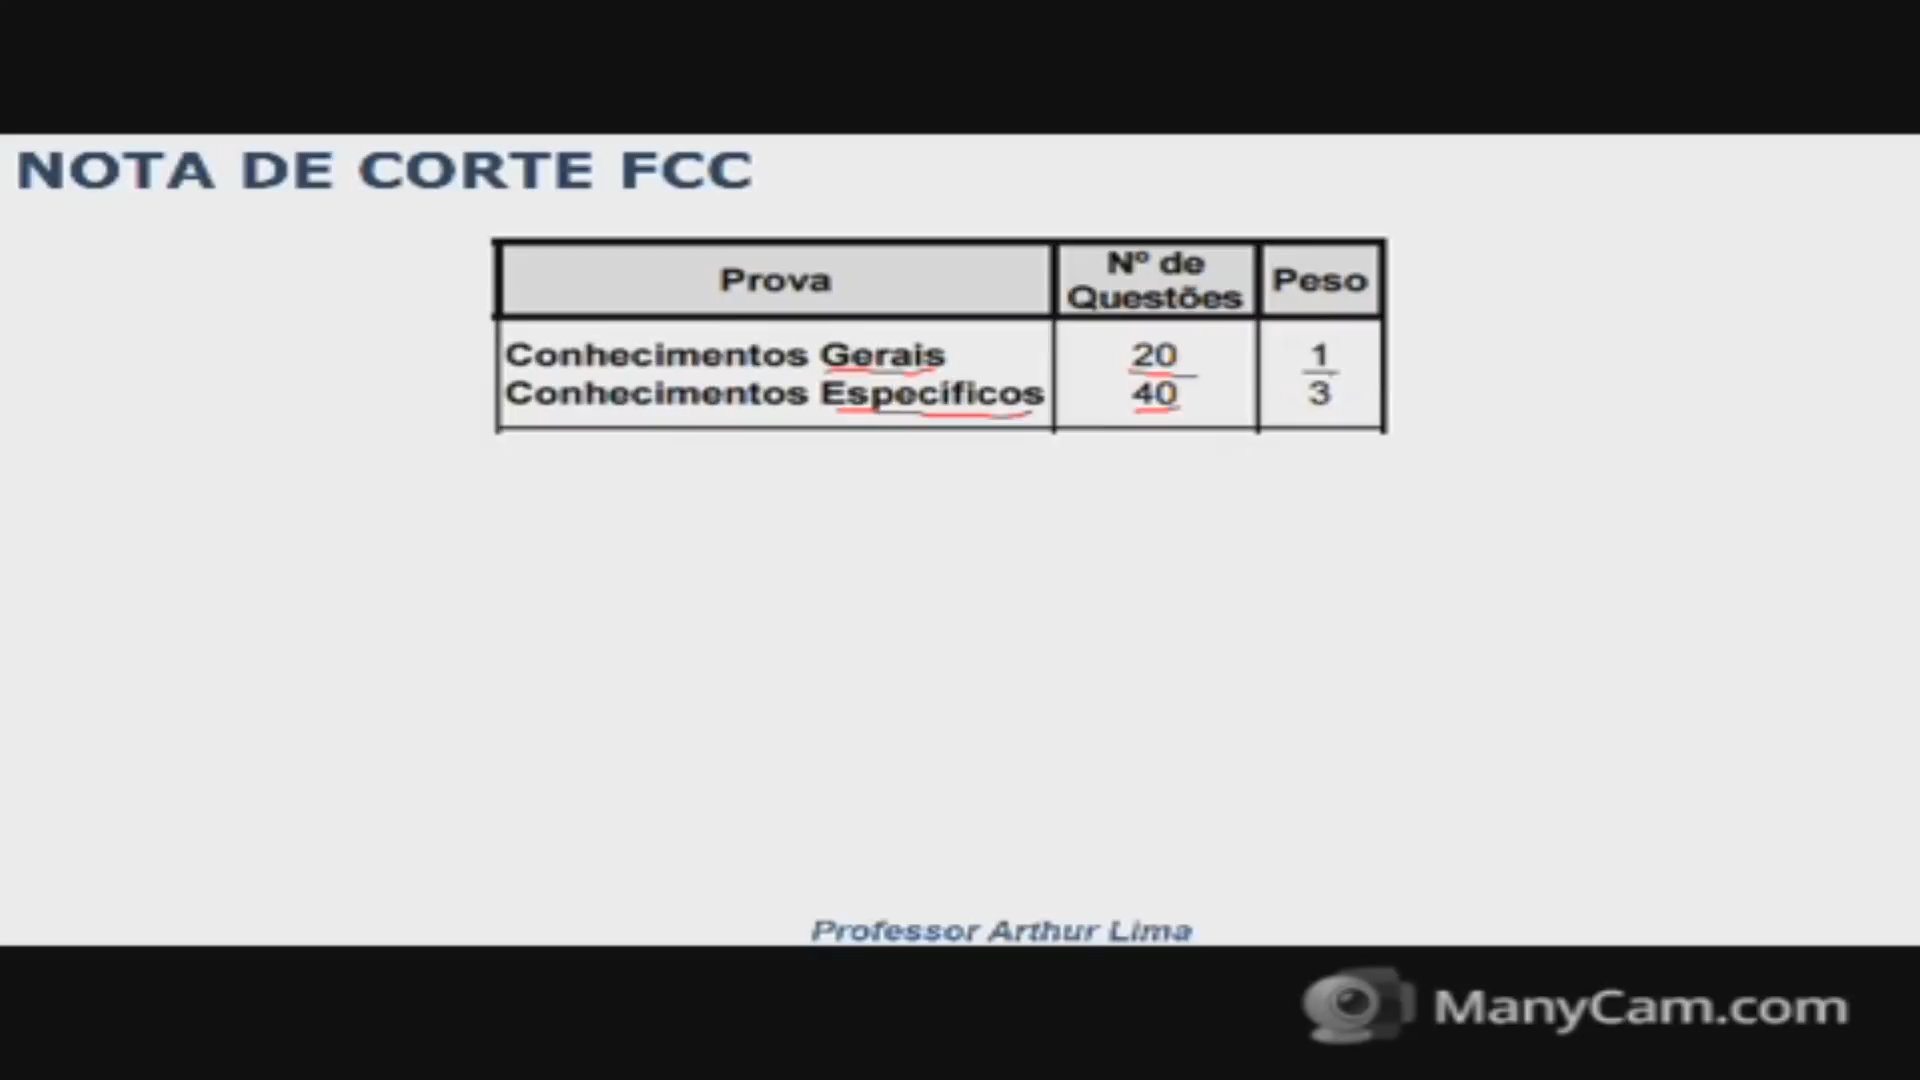 NOTA DE CORTE FCC
Prova
Nº de
Questões
Peso
Conhecimentos Gerais 20 1
Conhecimentos Específicos 40 3
Professor Arthur Lima
ManyCam.com